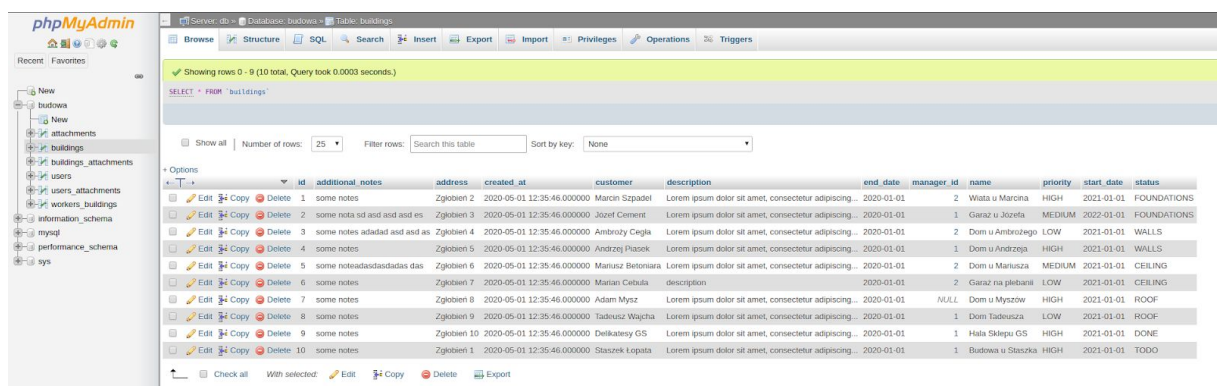 phpMyAdmin
Recent Favorites
New
budowa
New
attachments
buildings
buildings_attachments
users
users_attachments
workers_buildings
information_schema
mysql
performance_schema
sys
Server: db » Database: budowa » Table: buildings
Browse Structure SQL Search Insert Export Import Privileges Operations Triggers
Showing rows 0 - 9 (10 total, Query took 0.0003 seconds.)
SELECT * FROM `buildings`
Show all Number of rows: 25 Filter rows: Search this table Sort by key: None
+ Options
id additional_notes address created_at customer description end_date manager_id name priority start_date status
Edit Copy Delete 1 some notes Zgłobień 2 2020-05-01 12:35:46.000000 Marcin Szpadel Lorem ipsum dolor sit amet, consectetur adipiscing... 2020-01-01 2 Wiata u Marcina HIGH 2021-01-01 FOUNDATIONS
Edit Copy Delete 2 some nota sd asd asd asd es Zgłobień 3 2020-05-01 12:35:46.000000 Józef Cement Lorem ipsum dolor sit amet, consectetur adipiscing... 2020-01-01 1 Garaż u Józefa MEDIUM 2022-01-01 FOUNDATIONS
Edit Copy Delete 3 some notes adadad asd asd as Zgłobień 4 2020-05-01 12:35:46.000000 Ambroży Cegła Lorem ipsum dolor sit amet, consectetur adipiscing... 2020-01-01 2 Dom u Ambrożego LOW 2021-01-01 WALLS
Edit Copy Delete 4 some notes Zgłobień 5 2020-05-01 12:35:46.000000 Andrzej Piasek Lorem ipsum dolor sit amet, consectetur adipiscing... 2020-01-01 1 Dom u Andrzeja HIGH 2021-01-01 WALLS
Edit Copy Delete 5 some noteadasdasdadas das Zgłobień 6 2020-05-01 12:35:46.000000 Mariusz Betoniara Lorem ipsum dolor sit amet, consectetur adipiscing... 2020-01-01 2 Dom u Mariusza MEDIUM 2021-01-01 CEILING
Edit Copy Delete 6 some notes Zgłobień 7 2020-05-01 12:35:46.000000 Marian Cebula description 2020-01-01 2 Garaż na plebanii LOW 2021-01-01 CEILING
Edit Copy Delete 7 some notes Zgłobień 8 2020-05-01 12:35:46.000000 Adam Mysz Lorem ipsum dolor sit amet, consectetur adipiscing... 2020-01-01 NULL Dom u Myszów HIGH 2021-01-01 ROOF
Edit Copy Delete 8 some notes Zgłobień 9 2020-05-01 12:35:46.000000 Tadeusz Wajcha Lorem ipsum dolor sit amet, consectetur adipiscing... 2020-01-01 1 Dom Tadeusza LOW 2021-01-01 ROOF
Edit Copy Delete 9 some notes Zgłobień 10 2020-05-01 12:35:46.000000 Delikatesy GS Lorem ipsum dolor sit amet, consectetur adipiscing... 2020-01-01 1 Hala Sklepu GS HIGH 2021-01-01 DONE
Edit Copy Delete 10 some notes Zgłobień 1 2020-05-01 12:35:46.000000 Staszek Łopata Lorem ipsum dolor sit amet, consectetur adipiscing... 2020-01-01 1 Budowa u Staszka HIGH 2021-01-01 TODO
Check all With selected: Edit Copy Delete Export